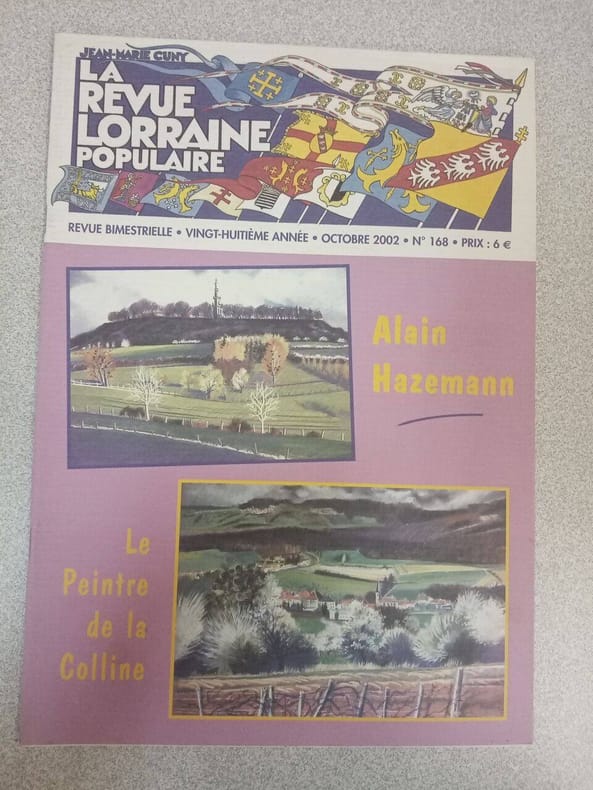 JEAN-MARIE CUNY
LA
REVUE
LORRAINE
POPULAIRE
REVUE BIMESTRIELLE • VINGT-HUITIÈME ANNÉE • OCTOBRE 2002 • N° 168 • PRIX : 6 €
Alain
Hazemann
Le
Peintre
de la
Colline